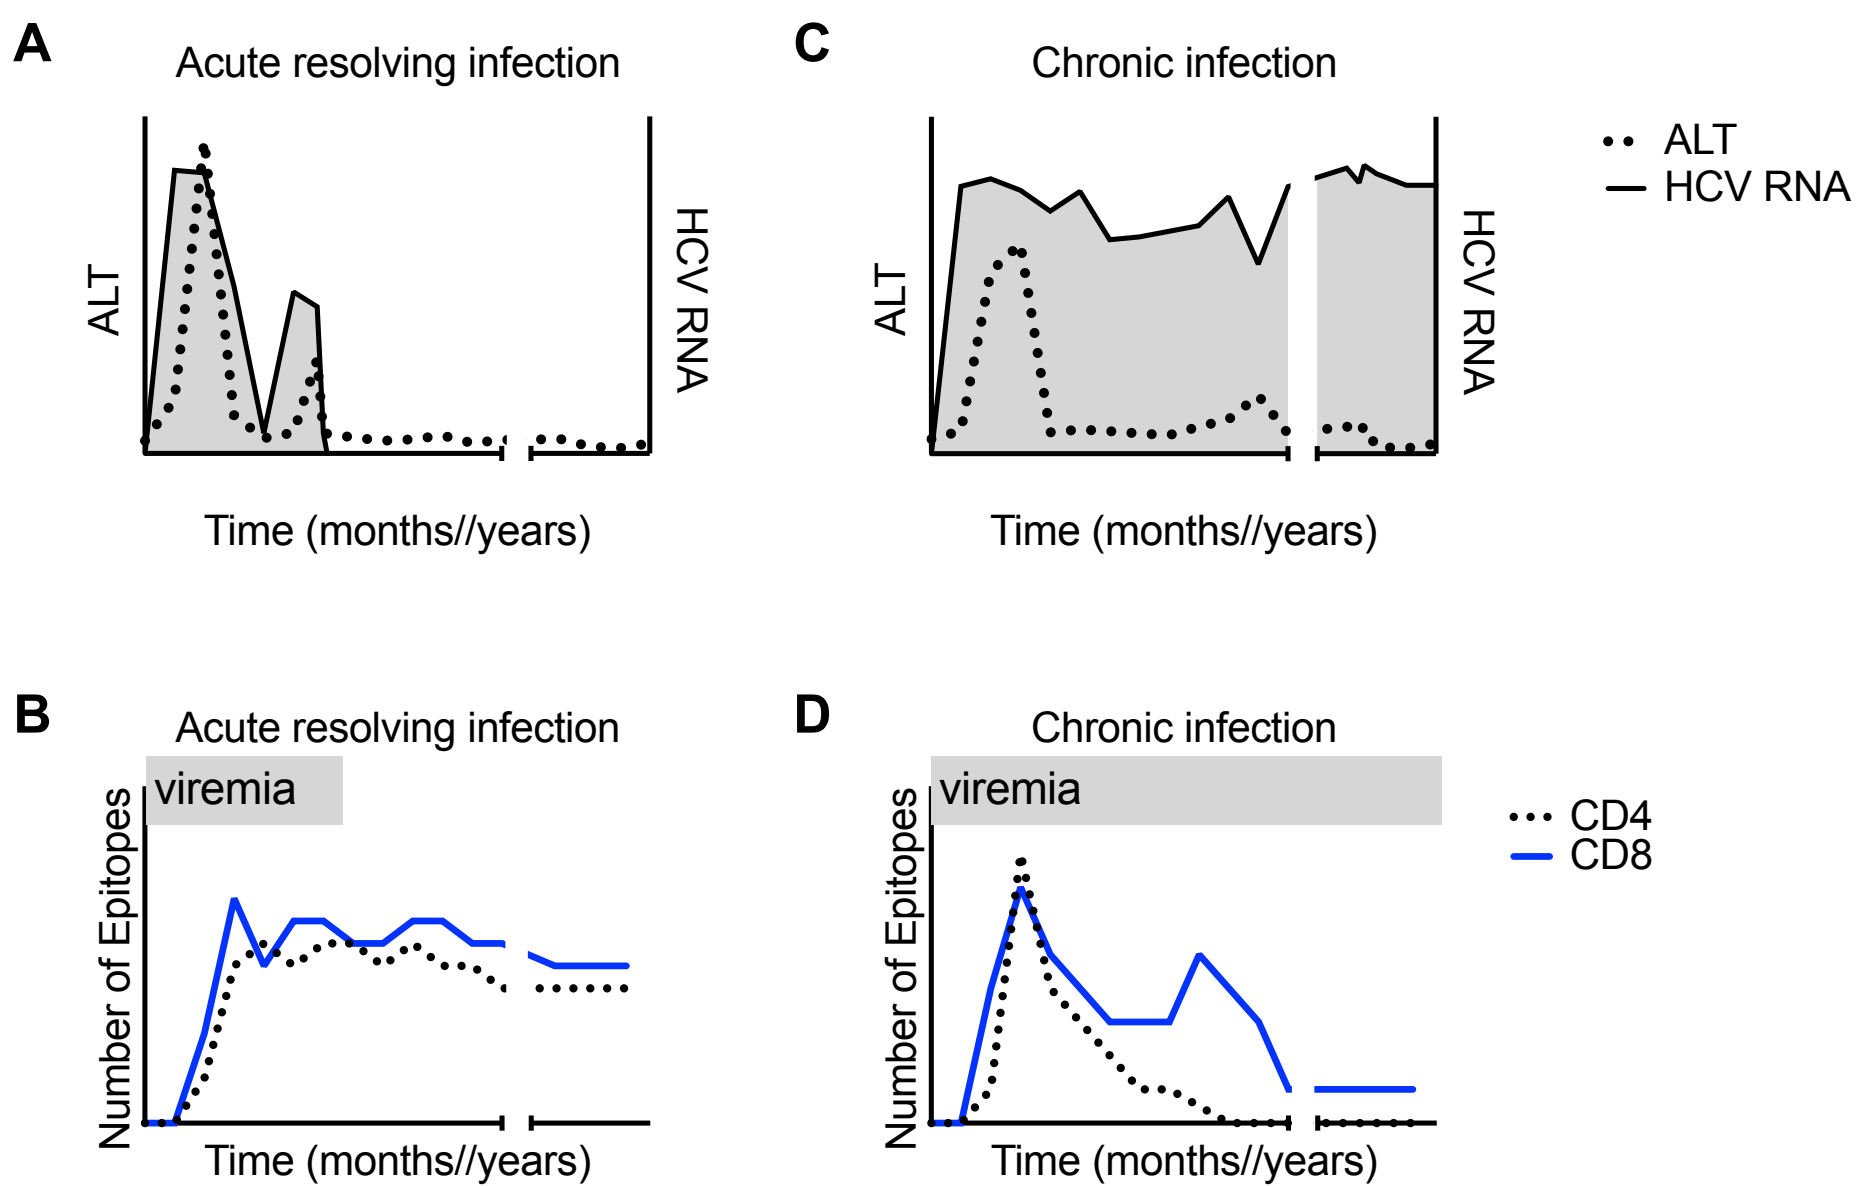 A
Acute resolving infection
ALT
HCV RNA
Time (months//years)
C
Chronic infection
ALT
HCV RNA
Time (months//years)
ALT
HCV RNA
B
Acute resolving infection
viremia
Number of Epitopes
Time (months//years)
D
Chronic infection
viremia
Number of Epitopes
Time (months//years)
CD4
CD8